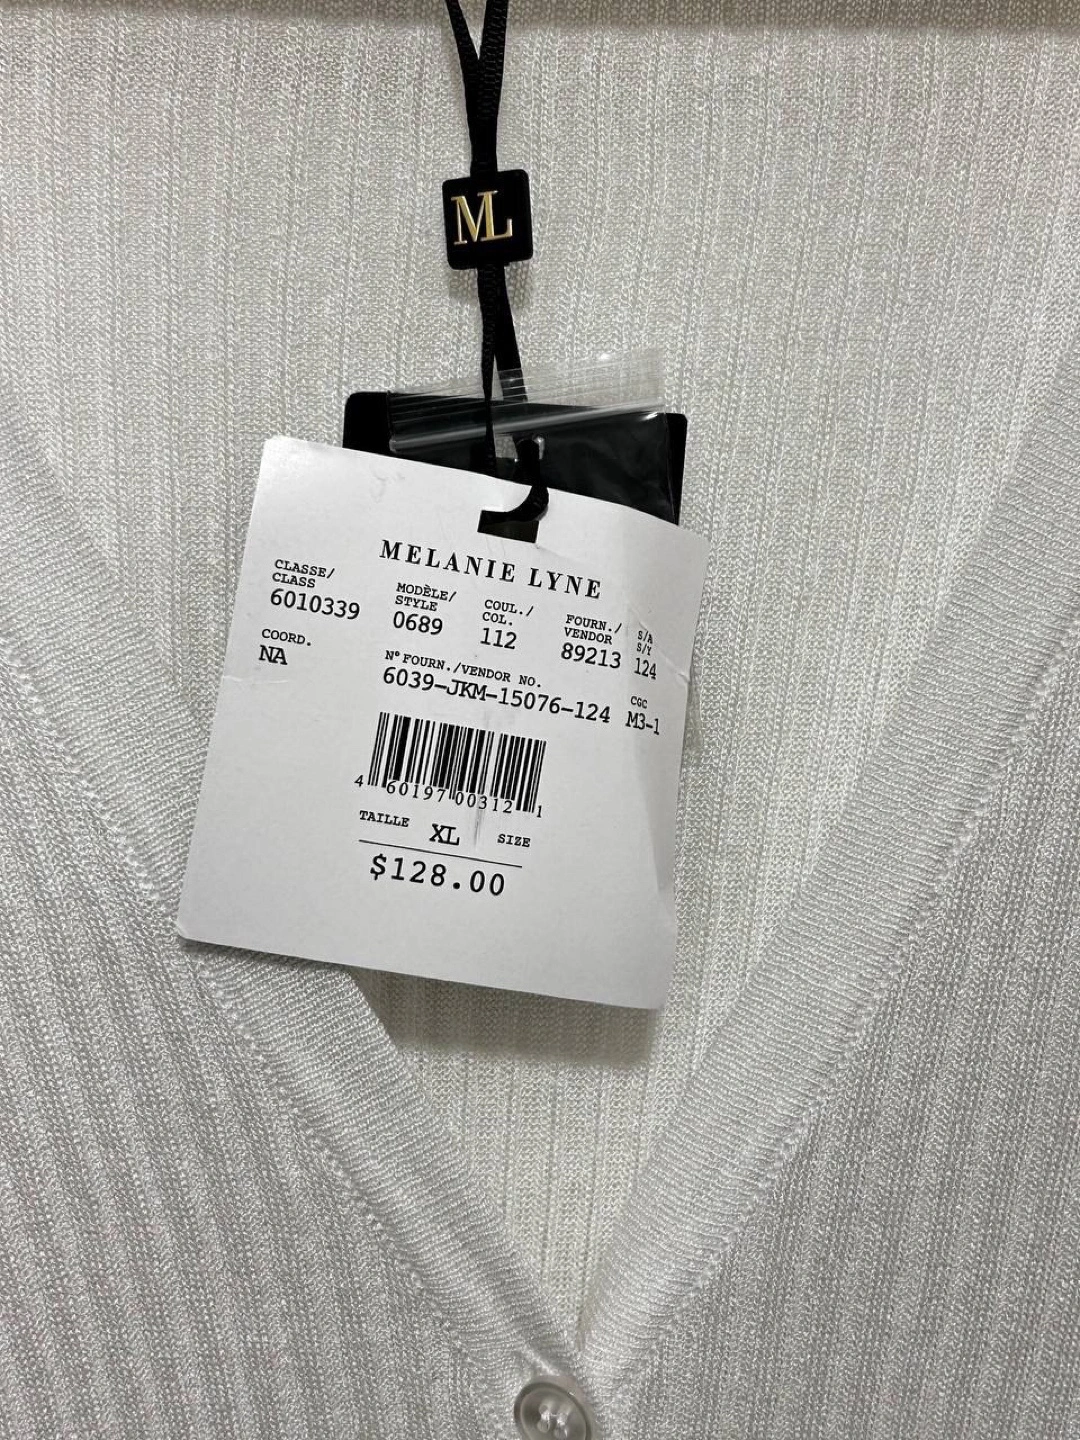 ML
MELANIE LYNE
CLASSE/ MODÈLE/ COUL./ FOURN./ S/A
CLASS STYLE COL. VENDOR S/Y
6010339 0689 112 89213 124
COORD. N° FOURN./VENDOR NO. CGC
NA 6039-JKM-15076-124 M3-1
4 60197 00312 1
TAILLE XL SIZE
$128.00